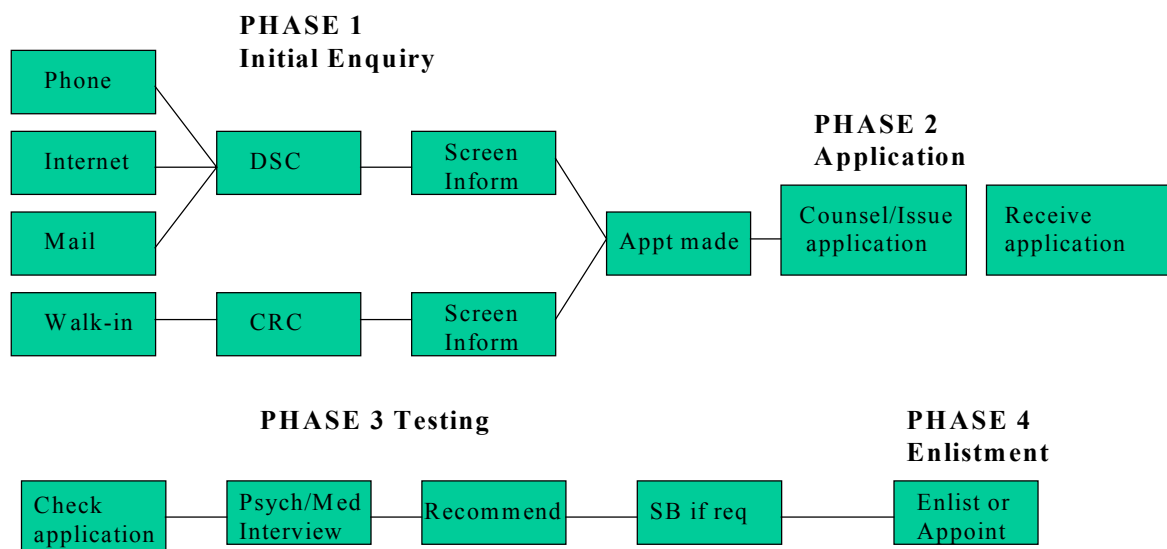 PHASE 1
Initial Enquiry
Phone
Internet
Mail
Walk-in
DSC
CRC
Screen
Inform
Screen
Inform
Appt made
PHASE 2
Application
Counsel/Issue
application
Receive
application
PHASE 3 Testing
PHASE 4
Enlistment
Check
application
Psych/Med
Interview
Recommend
SB if req
Enlist or
Appoint